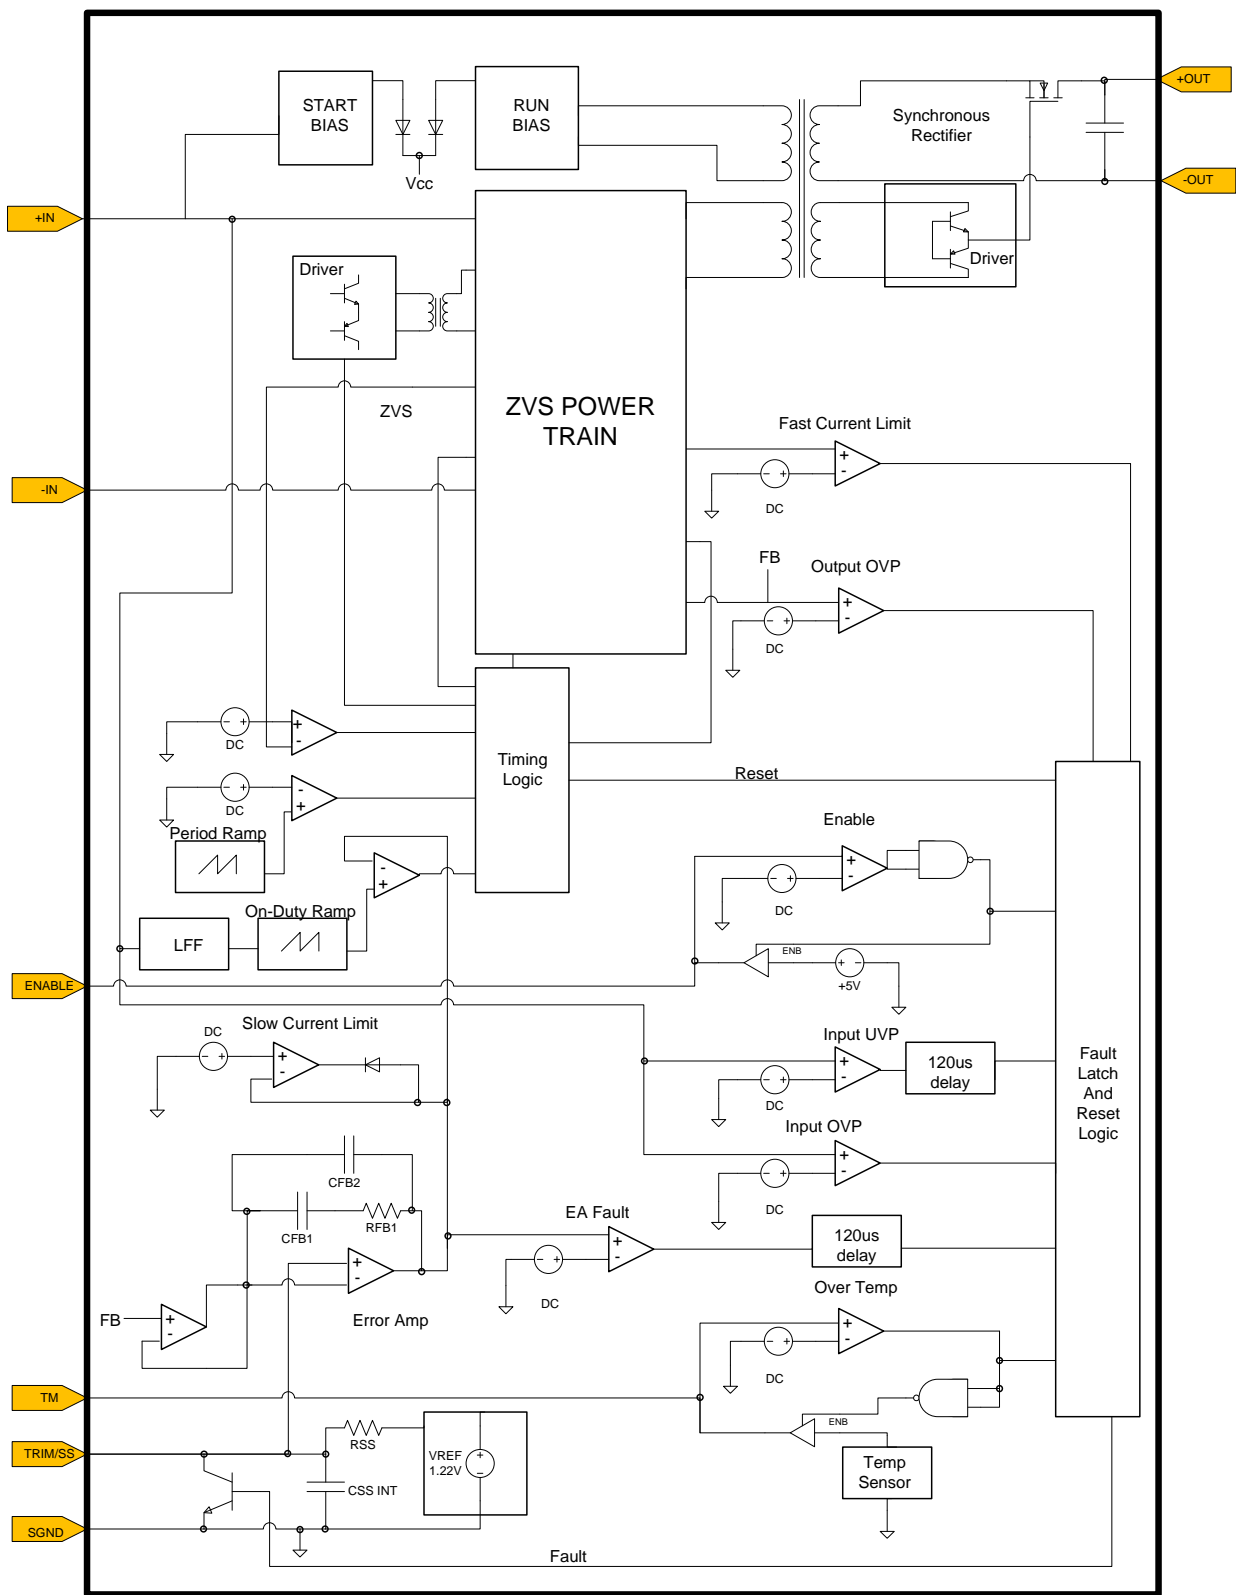 START
BIAS
RUN
BIAS
Vcc
Synchronous
Rectifier
+OUT
-OUT
+IN
Driver
Driver
ZVS
ZVS POWER
TRAIN
Fast Current Limit
+
-
-
+
DC
-IN
FB
Output OVP
+
-
-
+
DC
-
+
DC
+
-
Timing
Logic
Reset
-
+
DC
-
+
Period Ramp
Enable
+
-
-
+
DC
-
+
On-Duty Ramp
LFF
ENB
+
-
+5V
ENABLE
Slow Current Limit
DC
-
+
+
-
Input UVP
+
-
-
+
DC
120us
delay
Fault
Latch
And
Reset
Logic
Input OVP
+
-
-
+
DC
CFB2
CFB1
RFB1
EA Fault
+
-
-
+
DC
120us
delay
+
-
Error Amp
FB
+
-
Over Temp
+
-
-
+
DC
TM
ENB
TRIM/SS
RSS
VREF
1.22V
+
-
CSS INT
Temp
Sensor
SGND
Fault